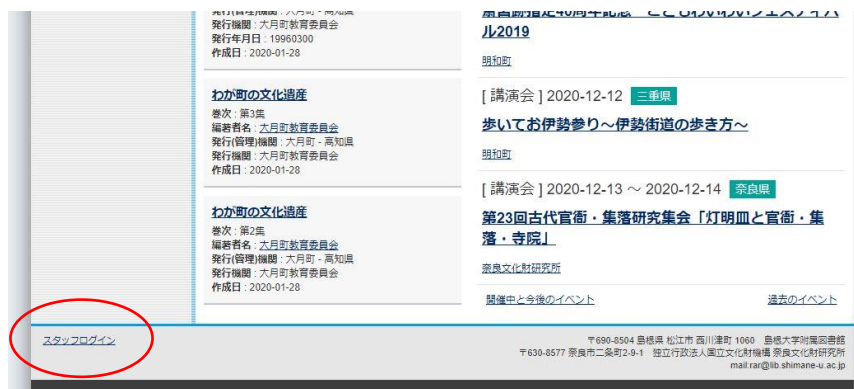 発行機関 : 大月町教育委員会
発行年月日 : 19960300
作成日 : 2020-01-28
わが町の文化遺産
巻次 : 第3集
編著者名 : 大月町教育委員会
発行(管理)機関 : 大月町 - 高知県
発行機関 : 大月町教育委員会
作成日 : 2020-01-28
わが町の文化遺産
巻次 : 第2集
編著者名 : 大月町教育委員会
発行(管理)機関 : 大月町 - 高知県
発行機関 : 大月町教育委員会
作成日 : 2020-01-28
ル2019
明和町
[ 講演会 ] 2020-12-12 三重県
歩いてお伊勢参り~伊勢街道の歩き方~
明和町
[ 講演会 ] 2020-12-13 ~ 2020-12-14 奈良県
第23回古代官衙・集落研究集会「灯明皿と官衙・集
落・寺院」
奈良文化財研究所
開催中と今後のイベント 過去のイベント
スタッフログイン
〒690-8504 島根県 松江市 西川津町 1060 島根大学附属図書館
〒630-8577 奈良市二条町2-9-1 独立行政法人国立文化財機構 奈良文化財研究所
mail:rar@lib.shimane-u.ac.jp